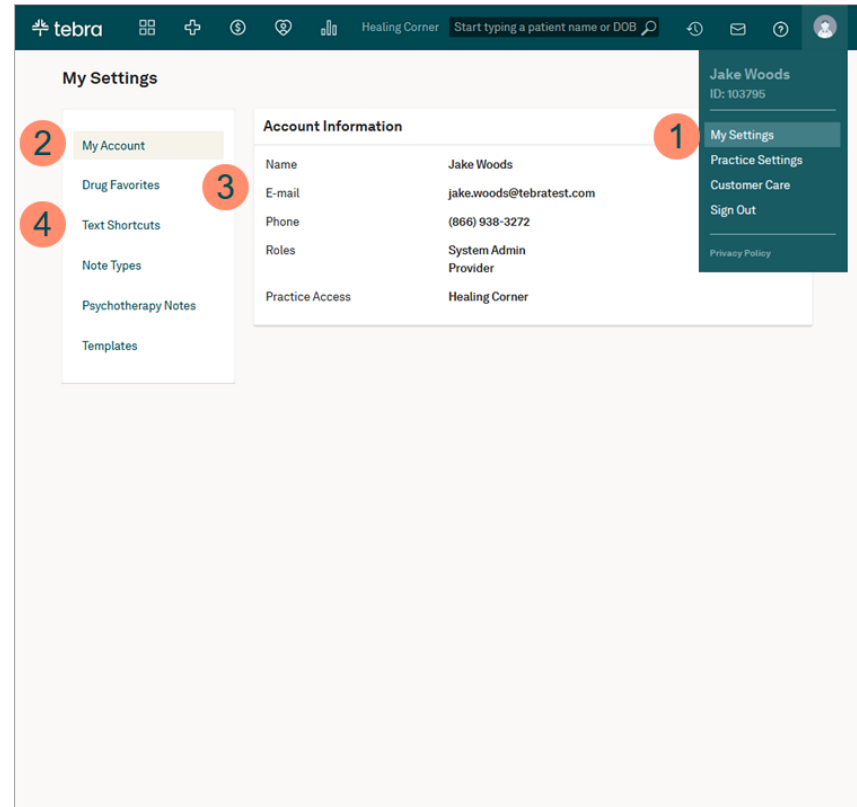 tebra
Healing Corner
Start typing a patient name or DOB
My Settings
Jake Woods
ID: 103795
1
My Settings
Practice Settings
Customer Care
Sign Out
Privacy Policy
2
My Account
3
Drug Favorites
4
Text Shortcuts
Note Types
Psychotherapy Notes
Templates
Account Information
Name Jake Woods
E-mail jake.woods@tebratest.com
Phone (866) 938-3272
Roles System Admin
Provider
Practice Access Healing Corner